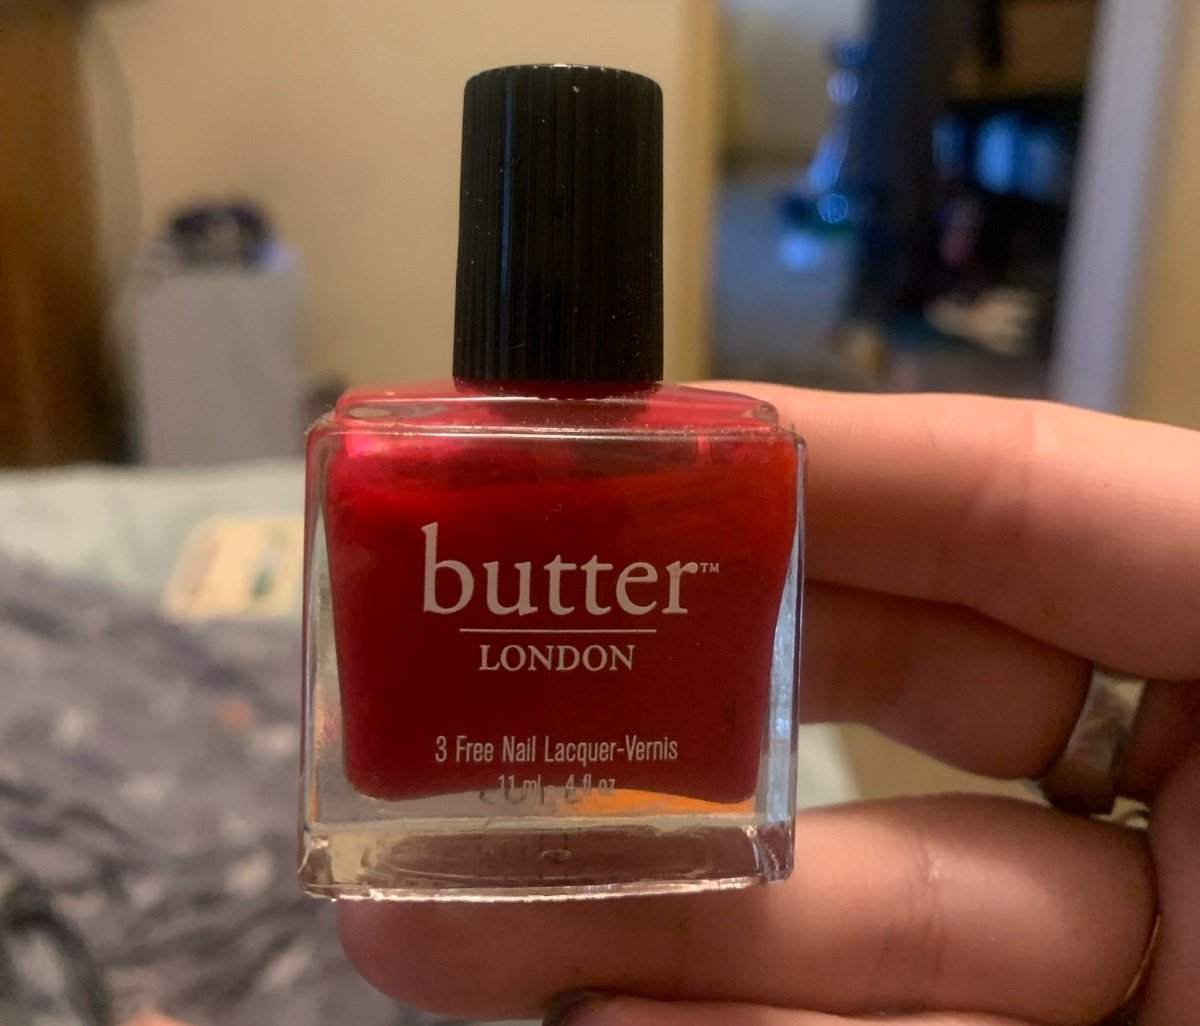 butter™
LONDON
3 Free Nail Lacquer-Vernis
11 ml - .4 fl oz